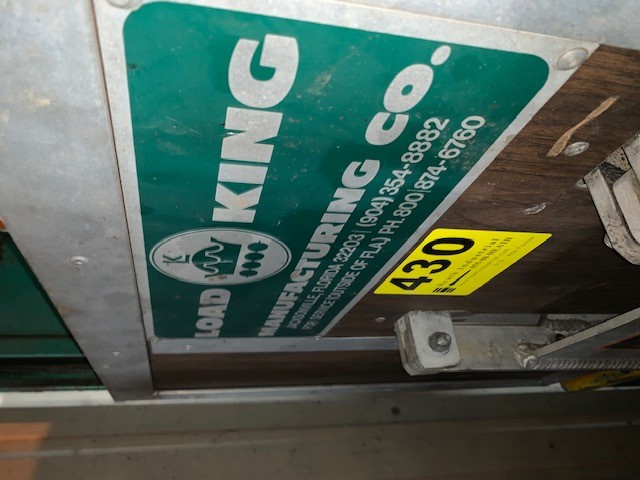 LOAD KING
MANUFACTURING CO.
JACKSONVILLE, FLORIDA 32203 | (904) 354-8882
FOR SERVICE (OUTSIDE OF FLA.) PH. 800 | 874-6760
K
430